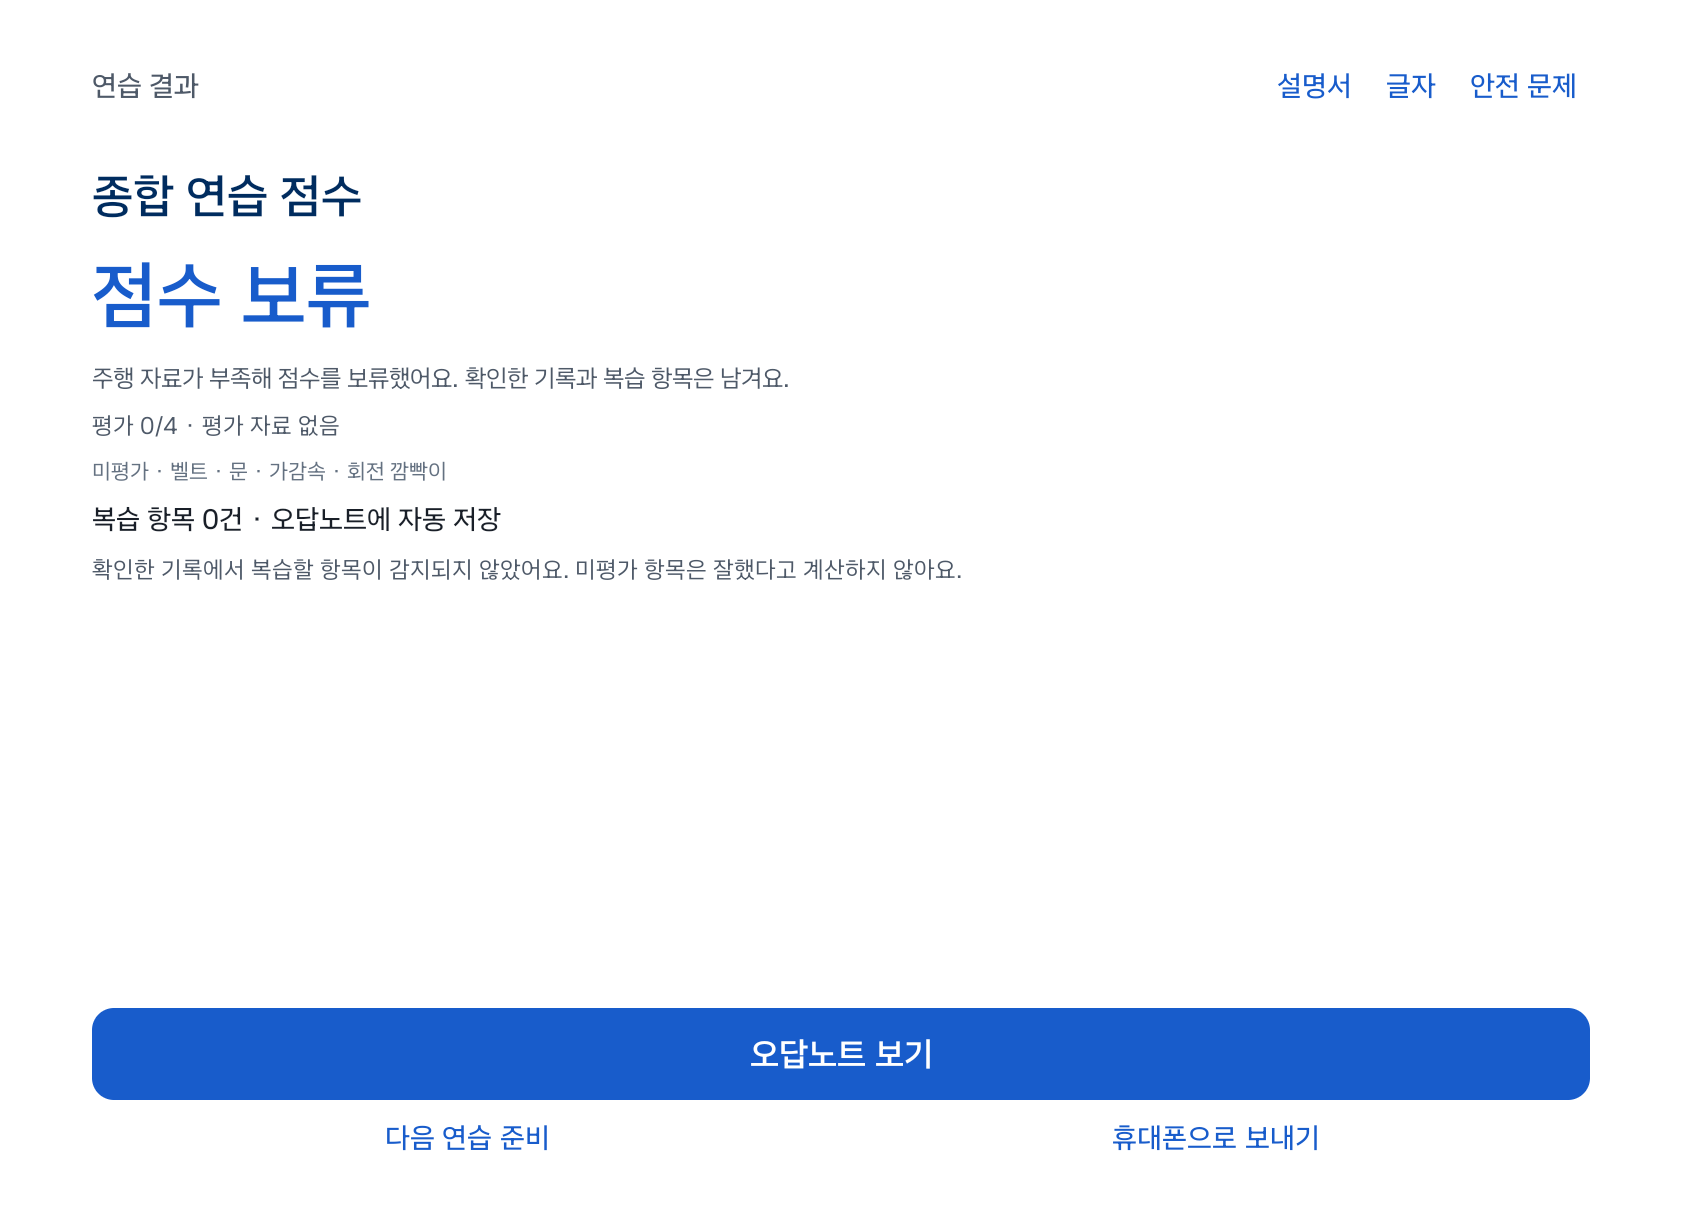 연습 결과
설명서 글자 안전 문제
종합 연습 점수
점수 보류
주행 자료가 부족해 점수를 보류했어요. 확인한 기록과 복습 항목은 남겨요.
평가 0/4 · 평가 자료 없음
미평가 · 벨트 · 문 · 가감속 · 회전 깜빡이
복습 항목 0건 · 오답노트에 자동 저장
확인한 기록에서 복습할 항목이 감지되지 않았어요. 미평가 항목은 잘했다고 계산하지 않아요.
오답노트 보기
다음 연습 준비 휴대폰으로 보내기